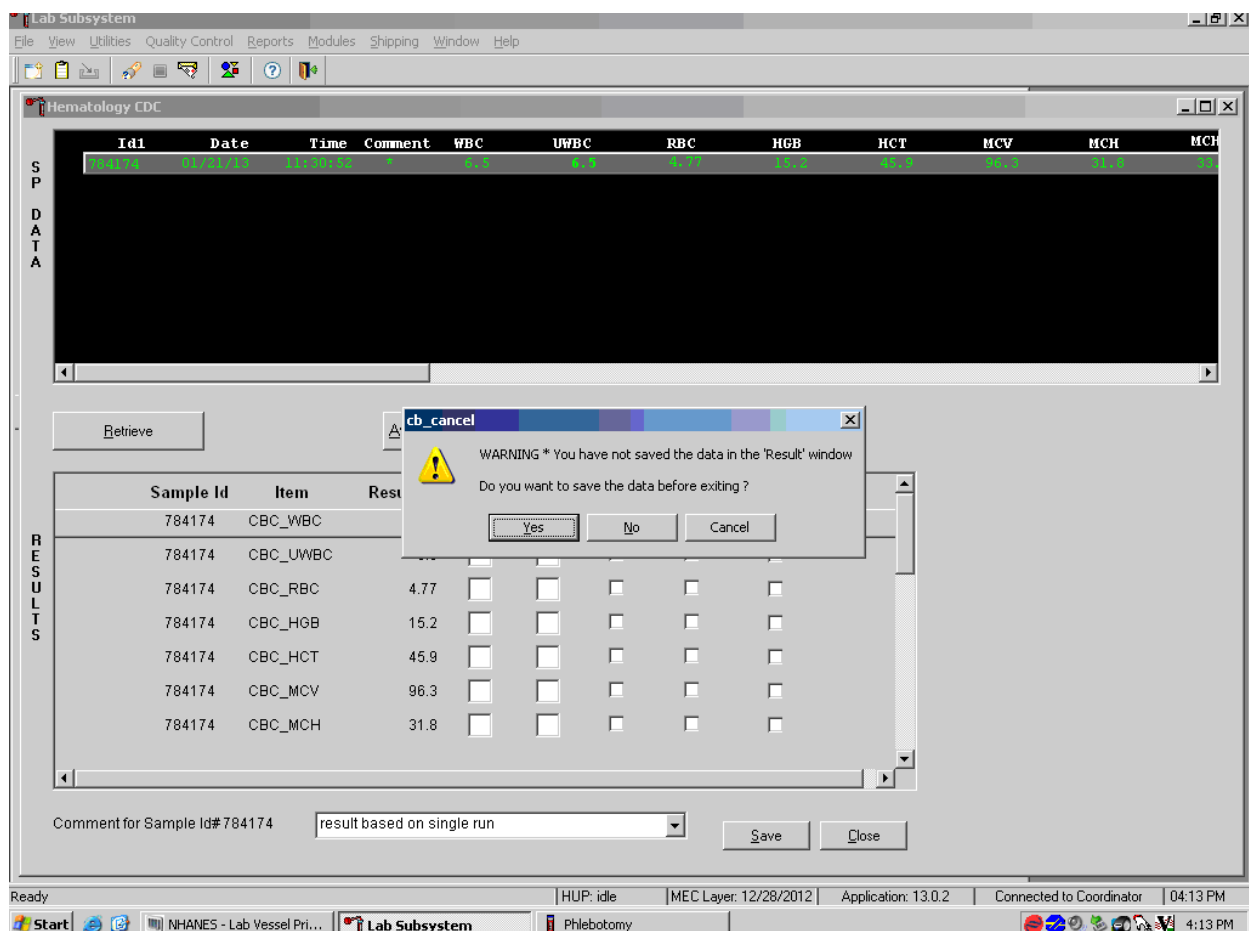 Lab Subsystem
File View Utilities Quality Control Reports Modules Shipping Window Help
Hematology CDC
SP DATA
Id1 Date Time Comment WBC UWBC RBC HGB HCT MCV MCH MCH
784174 01/21/13 11:30:52 * 6.5 6.5 4.77 15.2 45.9 96.3 31.8 33.
Retrieve
cb_cancel
WARNING * You have not saved the data in the 'Result' window
Do you want to save the data before exiting ?
Yes No Cancel
RESULTS
Sample Id Item Resu
784174 CBC_WBC
784174 CBC_UWBC
784174 CBC_RBC 4.77
784174 CBC_HGB 15.2
784174 CBC_HCT 45.9
784174 CBC_MCV 96.3
784174 CBC_MCH 31.8
Comment for Sample Id# 784174 result based on single run
Save Close
Ready HUP: idle MEC Layer: 12/28/2012 Application: 13.0.2 Connected to Coordinator 04:13 PM
Start NHANES - Lab Vessel Pri... Lab Subsystem Phlebotomy 4:13 PM